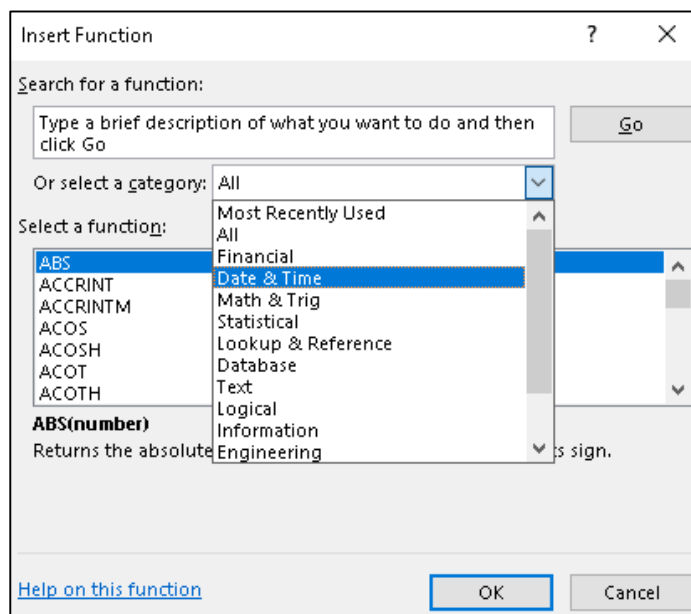 Insert Function
?
Search for a function:
Type a brief description of what you want to do and then
click Go
Go
Or select a category:
All
Most Recently Used
All
Financial
Date & Time
Math & Trig
Statistical
Lookup & Reference
Database
Text
Logical
Information
Engineering
Select a function:
ABS
ACCRINT
ACCRINTM
ACOS
ACOSH
ACOT
ACOTH
ABS(number)
Returns the absolute
s sign.
Help on this function
OK
Cancel